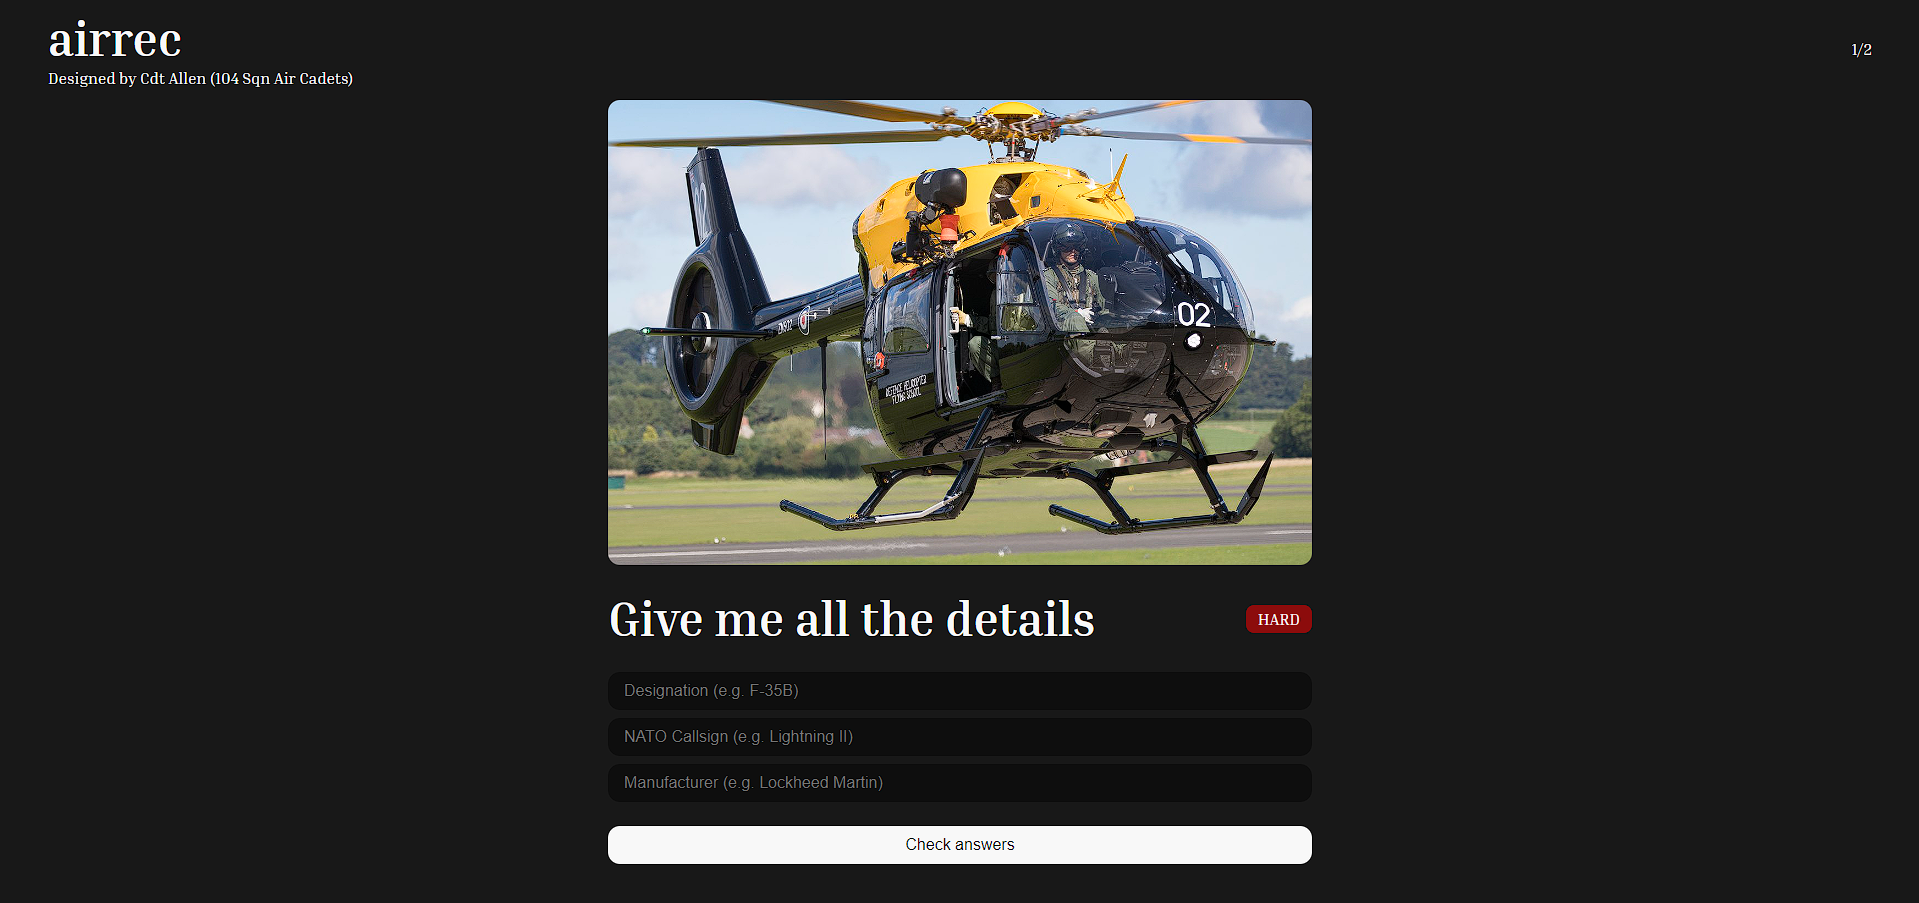 airrec
Designed by Cdt Allen (104 Sqn Air Cadets)
1/2
02
02
DEFENCE HELICOPTER
FLYING SCHOOL
Give me all the details
HARD
Designation (e.g. F-35B)
NATO Callsign (e.g. Lightning II)
Manufacturer (e.g. Lockheed Martin)
Check answers